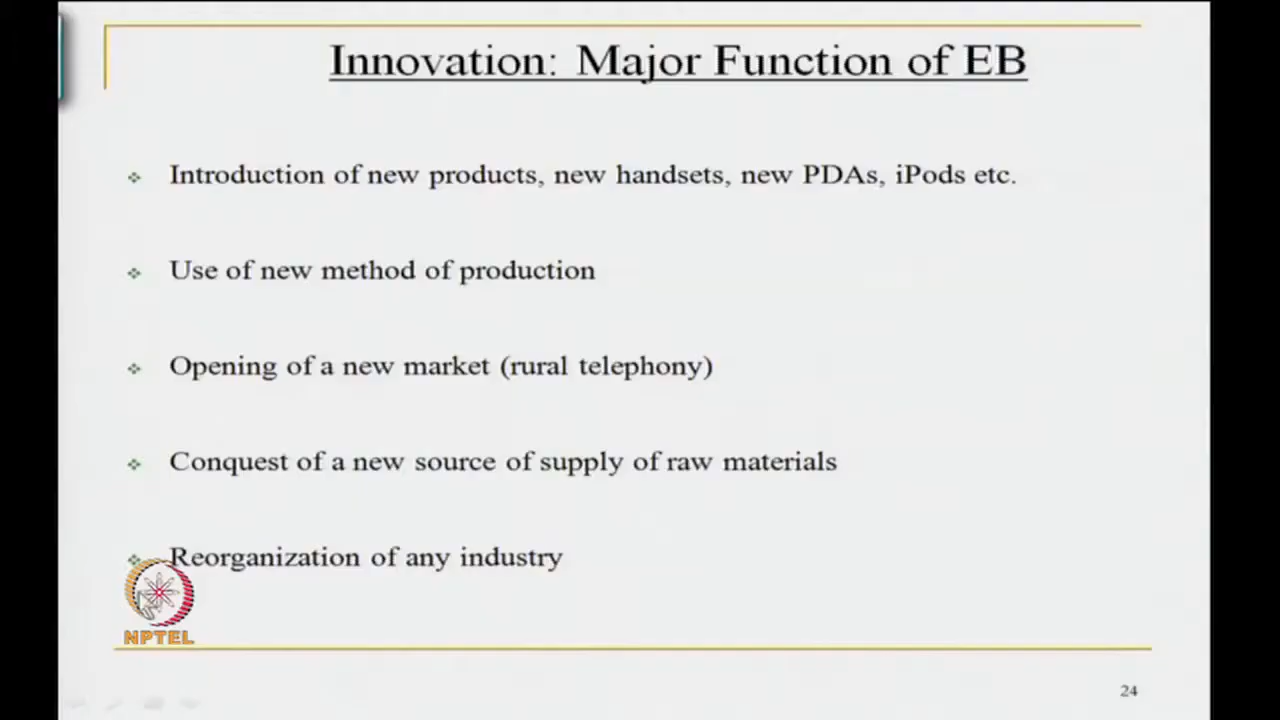 Innovation: Major Function of EB
Introduction of new products, new handsets, new PDAs, iPods etc.
Use of new method of production
Opening of a new market (rural telephony)
Conquest of a new source of supply of raw materials
Reorganization of any industry
NPTEL
24